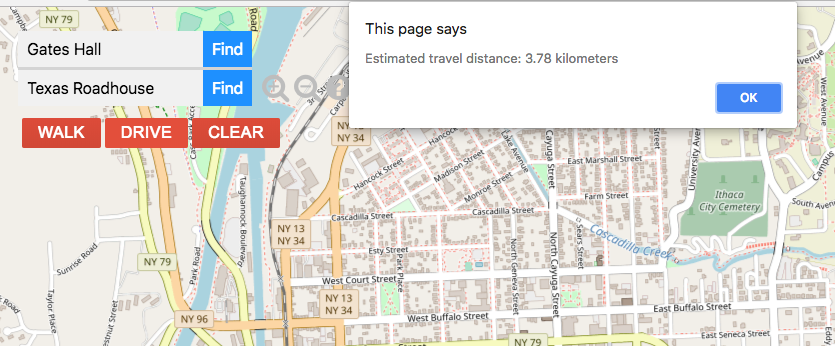 NY 79
Road
This page says
Gates Hall
Find
Estimated travel distance: 3.78 kilometers
Texas Roadhouse
Find
OK
WALK
DRIVE
CLEAR
3rd Street
NY 13
NY 34
Hancock Street
Hancock
Madison Street
Monroe Street
Lake Avenue
Cayuga Street
East Marshall Street
University Avenue
West Avenue
Campus
Farm Street
Ithaca
City Cemetery
South Avenue
Cascadilla Street
Cascadilla Street
Cascadilla Creek
Taughannock Boulevard
NY 13
NY 34
Esty Street
Park Place
North Geneva Street
North Cayuga Street
Sears Street
Sunrise Road
NY 79
Park Road
West Court Street
Taylor Place
NY 13
NY 34
East Buffalo Street
West Buffalo Street
NY 96
NY 79
East Seneca Street